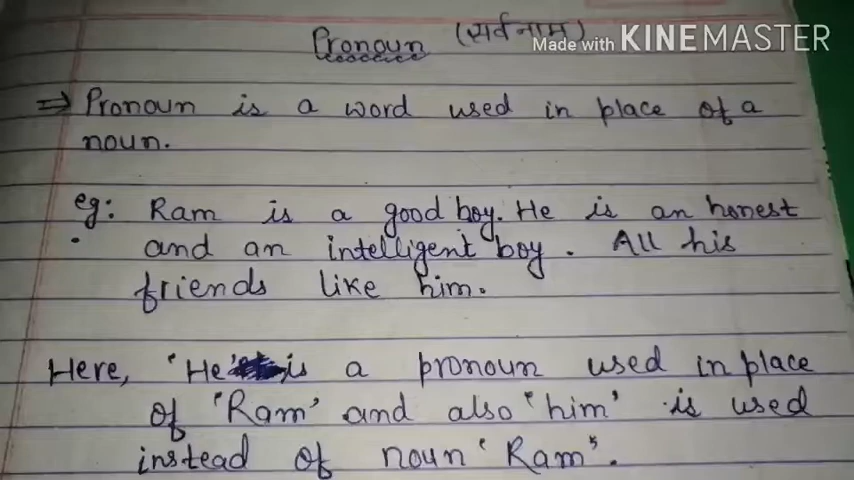 Pronoun (सर्वनाम)
Made with KINEMASTER
⇒ Pronoun is a word used in place of a
noun.
eg: Ram is a good boy. He is an honest
and an intelligent boy. All his
friends like him.
Here, 'He' is a pronoun used in place
of 'Ram' and also 'him' is used
instead of noun 'Ram'.